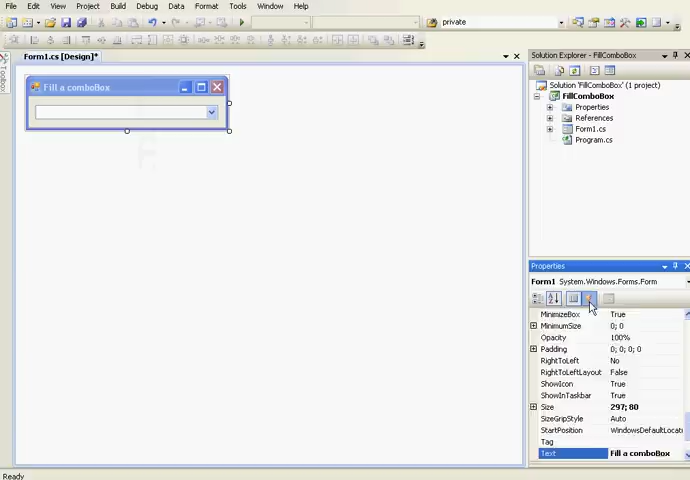 File Edit View Project Build Debug Data Format Tools Window Help
private
Toolbox
Form1.cs [Design]*
Fill a comboBox
Solution Explorer - FillComboBox
Solution 'FillComboBox' (1 project)
FillComboBox
Properties
References
Form1.cs
Program.cs
Properties
Form1 System.Windows.Forms.Form
MinimizeBox True
MinimumSize 0; 0
Opacity 100%
Padding 0; 0; 0; 0
RightToLeft No
RightToLeftLayout False
ShowIcon True
ShowInTaskbar True
Size 297; 80
SizeGripStyle Auto
StartPosition WindowsDefaultLocat
Tag
Text Fill a comboBox
Ready